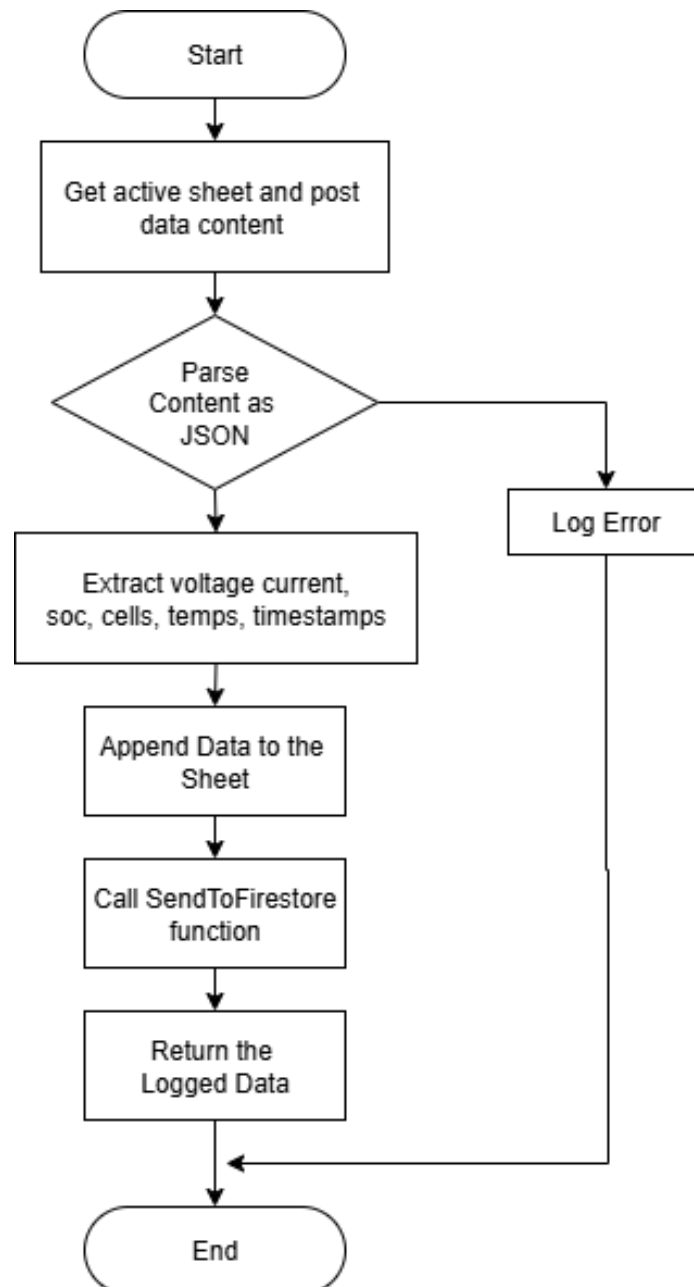 Start
Get active sheet and post
data content
Parse
Content as
JSON
Log Error
Extract voltage current,
soc, cells, temps, timestamps
Append Data to the
Sheet
Call SendToFirestore
function
Return the
Logged Data
End